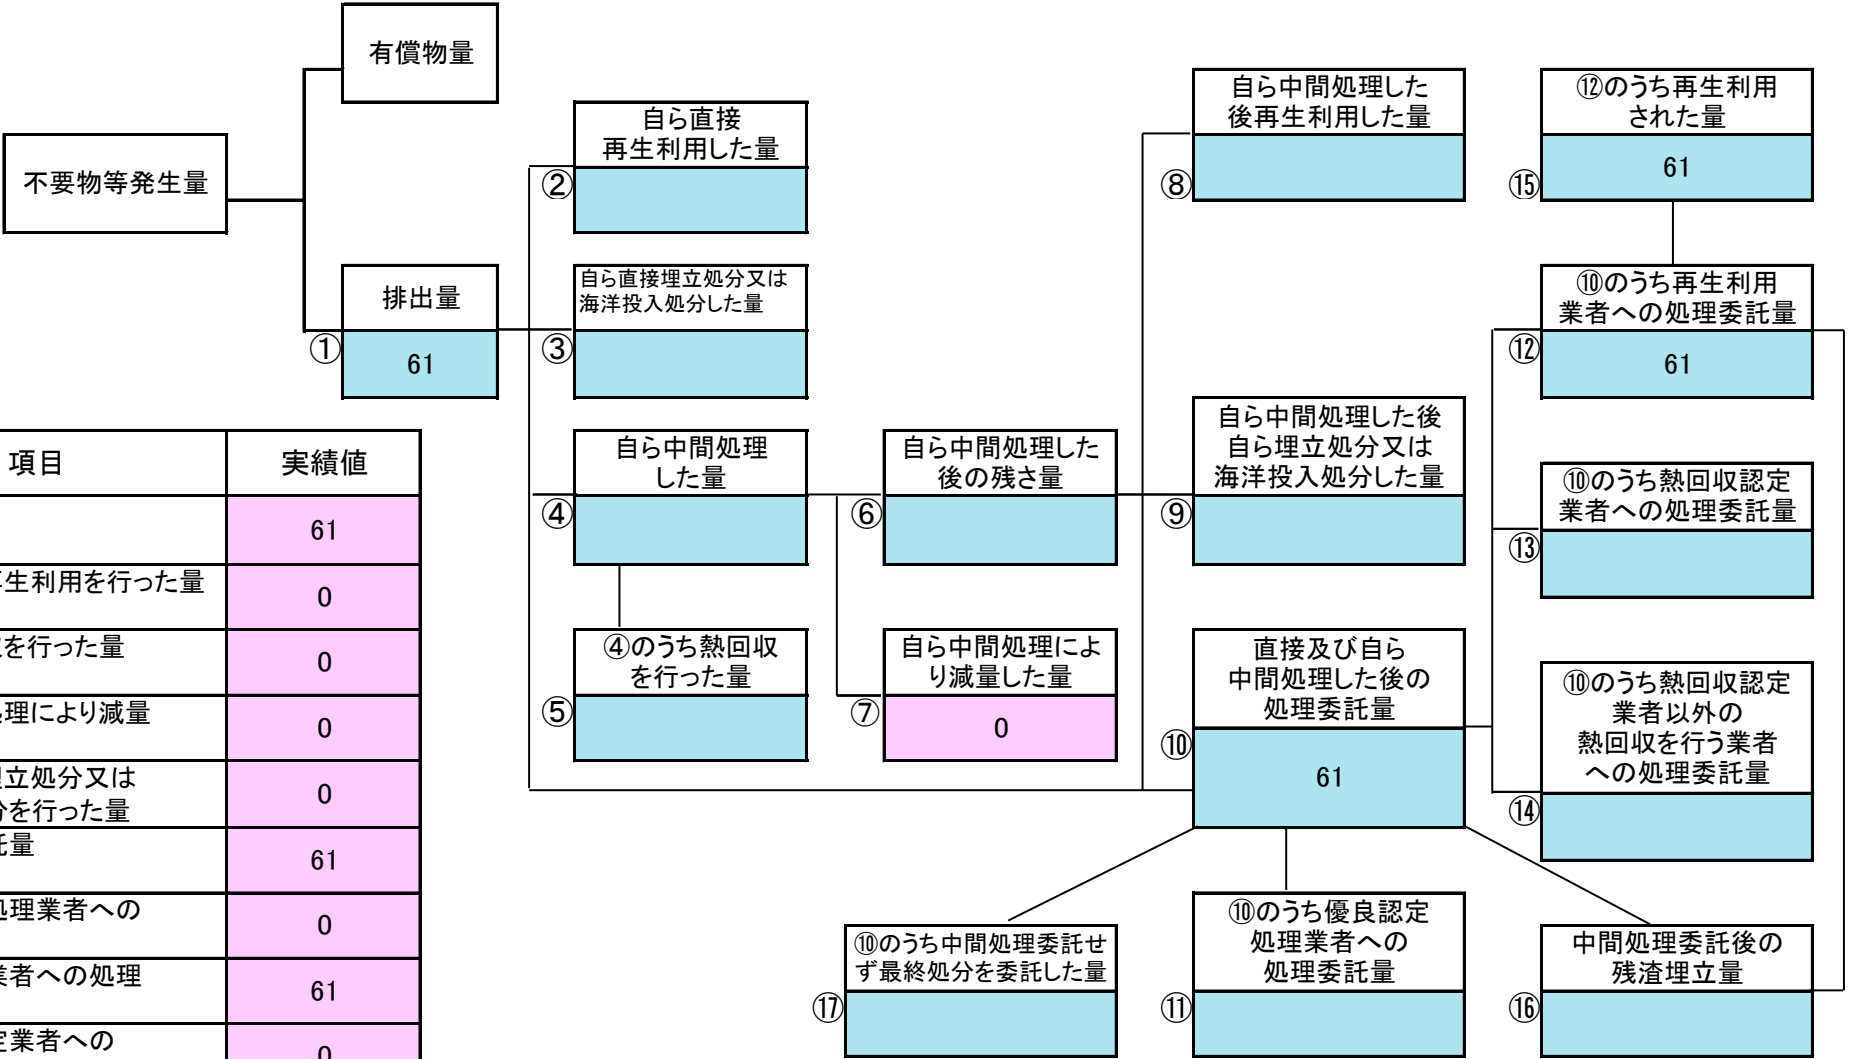 有償物量
不要物等発生量
排出量
①
61
自ら直接
再生利用した量
②
自ら直接埋立処分又は
海洋投入処分した量
③
自ら中間処理
した量
④
④のうち熱回収
を行った量
⑤
自ら中間処理した
後の残さ量
⑥
自ら中間処理によ
り減量した量
⑦
0
自ら中間処理した
後再生利用した量
⑧
自ら中間処理した後
自ら埋立処分又は
海洋投入処分した量
⑨
直接及び自ら
中間処理した後の
処理委託量
⑩
61
⑩のうち優良認定
処理業者への
処理委託量
⑪
⑫のうち再生利用
された量
⑮
61
⑩のうち再生利用
業者への処理委託量
⑫
61
⑩のうち熱回収認定
業者への処理委託量
⑬
⑩のうち熱回収認定
業者以外の
熱回収を行う業者
への処理委託量
⑭
中間処理委託後の
残渣埋立量
⑯
⑩のうち中間処理委託せ
ず最終処分を委託した量
⑰
項目 実績値
61
生利用を行った量
0
を行った量
0
理により減量
0
立処分又は
を行った量
0
量
61
理業者への
0
者への処理
61
業者への
0